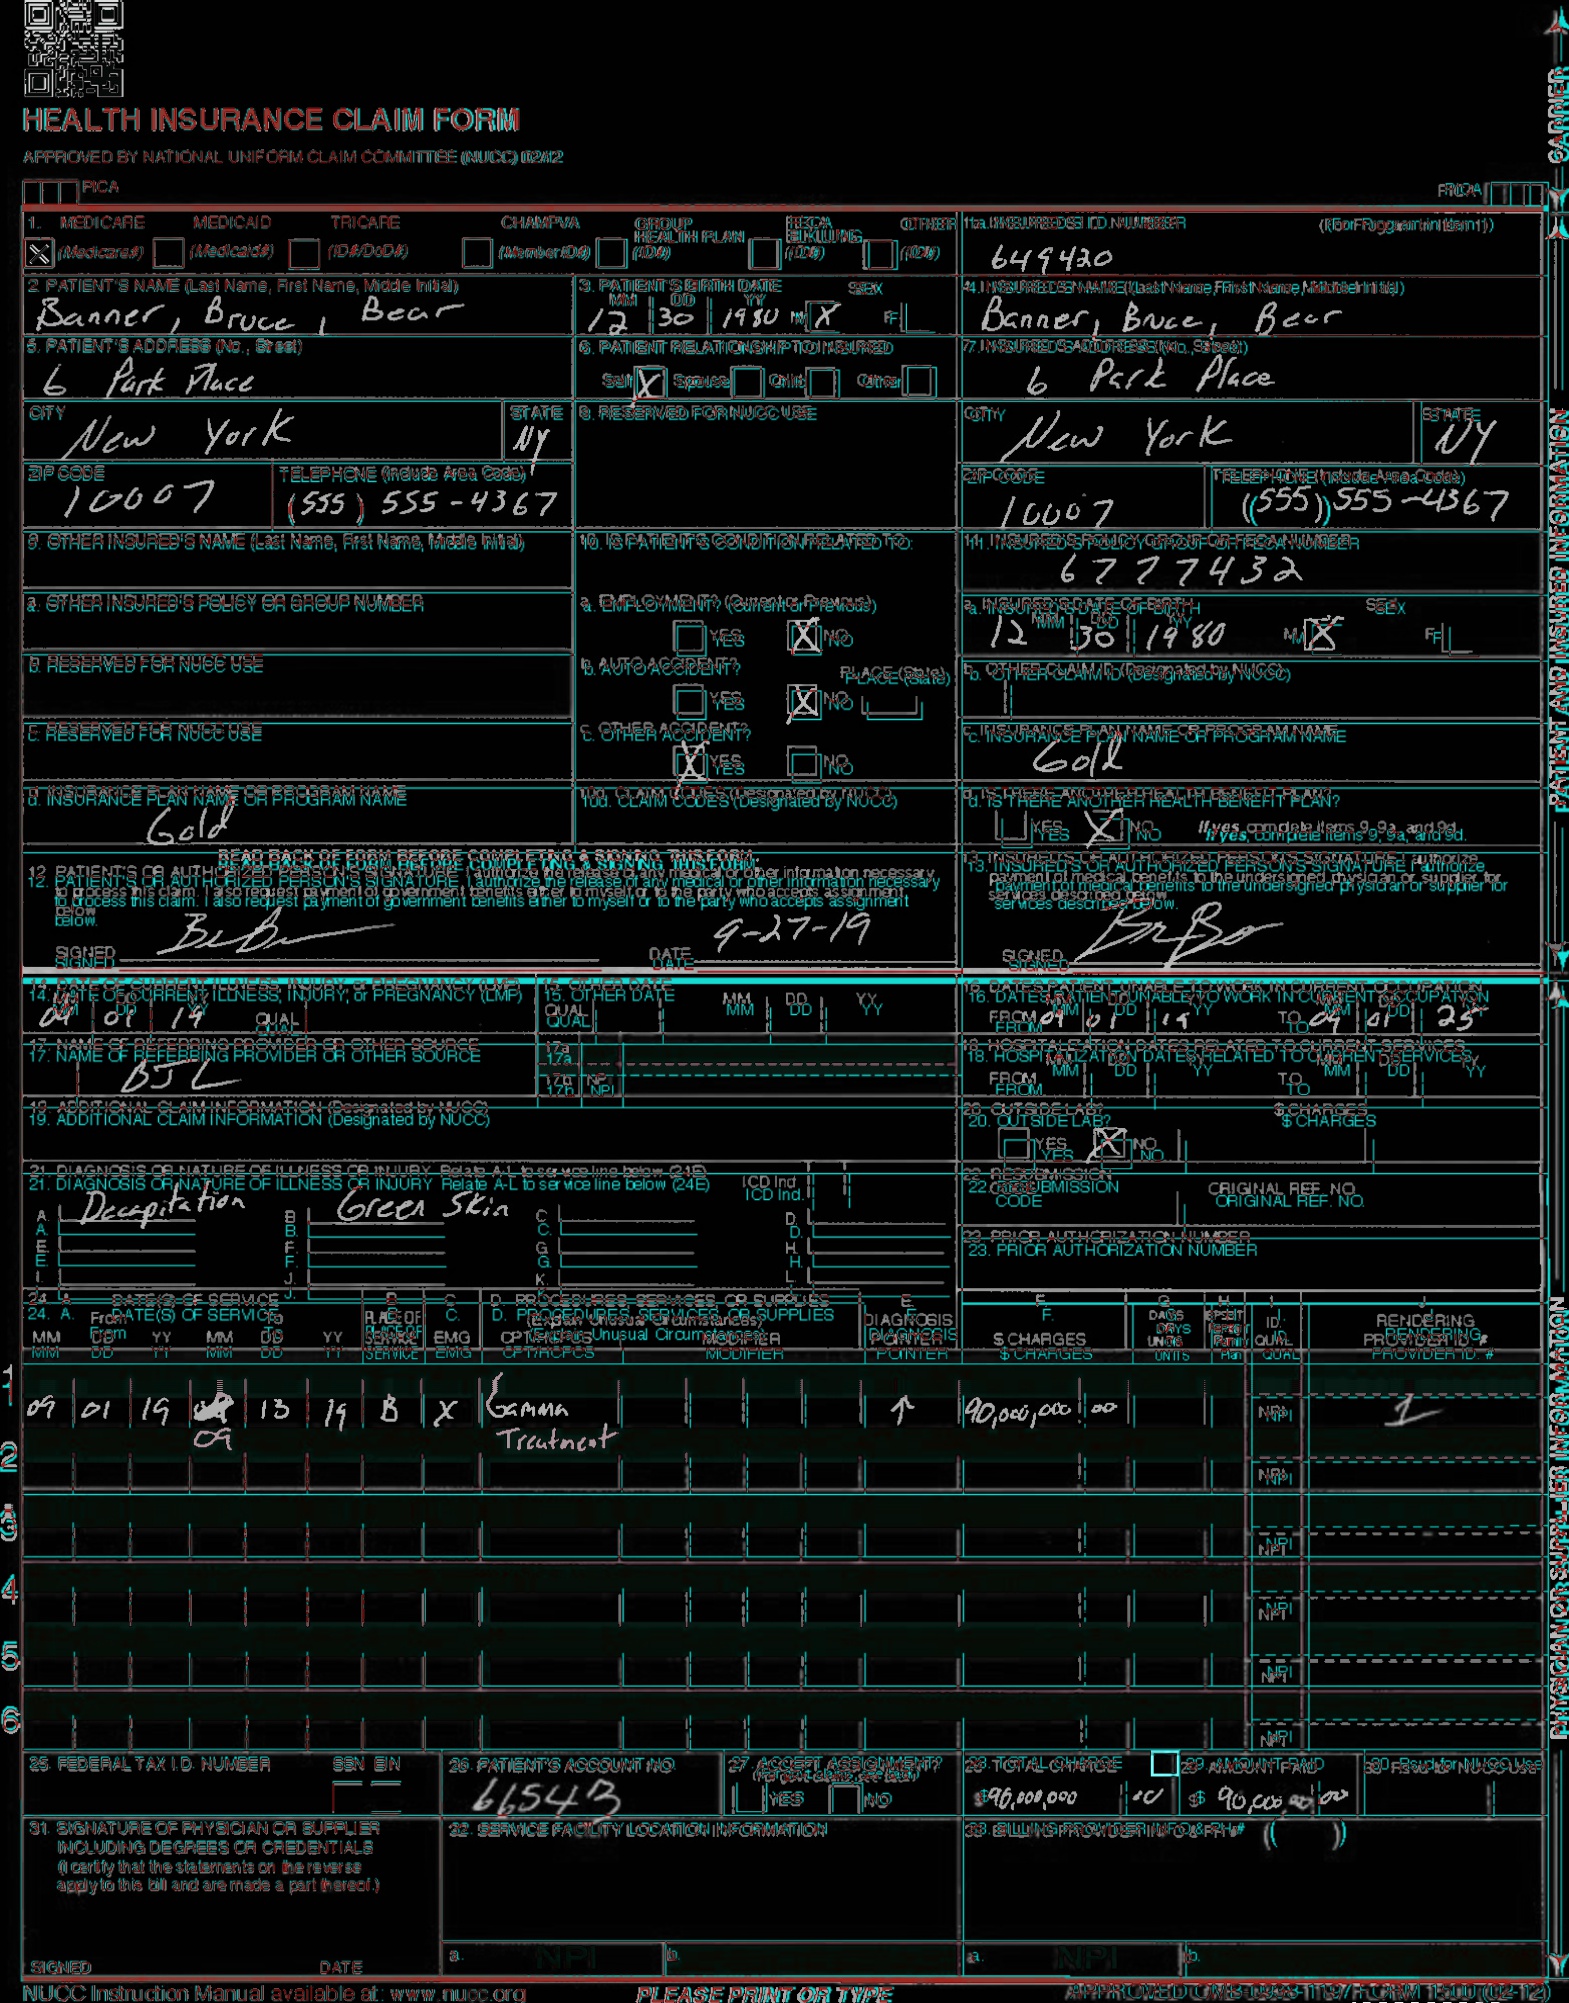 HEALTH INSURANCE CLAIM FORM
APPROVED BY NATIONAL UNIFORM CLAIM COMMITTEE (NUCC) 02/12
CARRIER
PICA PICA
1. MEDICARE MEDICAID TRICARE CHAMPVA GROUP HEALTH PLAN FECA BLK LUNG OTHER 1a. INSURED'S I.D. NUMBER (For Program in Item 1)
X (Medicare#) (Medicaid#) (ID#/DoD#) (Member ID#) (ID#) (ID#) (ID#) 649420
2. PATIENT'S NAME (Last Name, First Name, Middle Initial) 3. PATIENT'S BIRTH DATE SEX 4. INSURED'S NAME (Last Name, First Name, Middle Initial)
Banner, Bruce, Bear MM DD YY 12 30 1980 M X F Banner, Bruce, Bear
5. PATIENT'S ADDRESS (No., Street) 6. PATIENT RELATIONSHIP TO INSURED 7. INSURED'S ADDRESS (No., Street)
6 Park Place Self X Spouse Child Other 6 Park Place
CITY STATE 8. RESERVED FOR NUCC USE CITY STATE
New York NY New York NY
ZIP CODE TELEPHONE (Include Area Code) ZIP CODE TELEPHONE (Include Area Code)
10007 (555) 555-4367 10007 (555) 555-4367
9. OTHER INSURED'S NAME (Last Name, First Name, Middle Initial) 10. IS PATIENT'S CONDITION RELATED TO: 11. INSURED'S POLICY GROUP OR FECA NUMBER
6777432
a. OTHER INSURED'S POLICY OR GROUP NUMBER a. EMPLOYMENT? (Current or Previous) a. INSURED'S DATE OF BIRTH SEX
YES X NO MM DD YY 12 30 1980 M X F
b. RESERVED FOR NUCC USE b. AUTO ACCIDENT? PLACE (State) b. OTHER CLAIM ID (Designated by NUCC)
YES X NO
c. RESERVED FOR NUCC USE c. OTHER ACCIDENT? c. INSURANCE PLAN NAME OR PROGRAM NAME
X YES NO Gold
d. INSURANCE PLAN NAME OR PROGRAM NAME 10d. CLAIM CODES (Designated by NUCC) d. IS THERE ANOTHER HEALTH BENEFIT PLAN?
Gold YES X NO If yes, complete items 9, 9a, and 9d.
READ BACK OF FORM BEFORE COMPLETING & SIGNING THIS FORM.
12. PATIENT'S OR AUTHORIZED PERSON'S SIGNATURE I authorize the release of any medical or other information necessary
to process this claim. I also request payment of government benefits either to myself or to the party who accepts assignment
below.
SIGNED DATE 9-27-19
13. INSURED'S OR AUTHORIZED PERSON'S SIGNATURE I authorize
payment of medical benefits to the undersigned physician or supplier for
services described below.
SIGNED
PATIENT AND INSURED INFORMATION
14. DATE OF CURRENT ILLNESS, INJURY, or PREGNANCY (LMP) 15. OTHER DATE 16. DATES PATIENT UNABLE TO WORK IN CURRENT OCCUPATION
MM DD YY 09 01 19 QUAL. QUAL. MM DD YY FROM 09 01 19 TO 09 01 25
17. NAME OF REFERRING PROVIDER OR OTHER SOURCE 17a. 18. HOSPITALIZATION DATES RELATED TO CURRENT SERVICES
BJL 17b. NPI FROM MM DD YY TO MM DD YY
19. ADDITIONAL CLAIM INFORMATION (Designated by NUCC) 20. OUTSIDE LAB? $ CHARGES
YES X NO
21. DIAGNOSIS OR NATURE OF ILLNESS OR INJURY Relate A-L to service line below (24E) ICD Ind. 22. RESUBMISSION CODE ORIGINAL REF. NO.
A. Decapitation B. Green Skin C. D.
E. F. G. H. 23. PRIOR AUTHORIZATION NUMBER
I. J. K. L.
24. A. DATE(S) OF SERVICE B. C. D. PROCEDURES, SERVICES, OR SUPPLIES E. F. G. H. I. J.
From To PLACE OF SERVICE (Explain Unusual Circumstances) DIAGNOSIS POINTER DAYS OR UNITS ID. QUAL. RENDERING PROVIDER ID. #
MM DD YY MM DD YY EMG CPT/HCPCS MODIFIER $ CHARGES
1 09 01 19 09 13 19 B X Gamma Treatment ↑ 90,000,000 00 NPI 1
2 NPI
3 NPI
4 NPI
5 NPI
6 NPI
25. FEDERAL TAX I.D. NUMBER SSN EIN 26. PATIENT'S ACCOUNT NO. 27. ACCEPT ASSIGNMENT? 28. TOTAL CHARGE 29. AMOUNT PAID 30. Rsvd for NUCC Use
6654B YES NO $ 90,000,000 00 $ 90,000,000 00
31. SIGNATURE OF PHYSICIAN OR SUPPLIER 32. SERVICE FACILITY LOCATION INFORMATION 33. BILLING PROVIDER INFO & PH # ( )
INCLUDING DEGREES OR CREDENTIALS
(I certify that the statements on the reverse
apply to this bill and are made a part thereof.)
SIGNED DATE a. NPI b. a. NPI b.
PHYSICIAN OR SUPPLIER INFORMATION
NUCC Instruction Manual available at: www.nucc.org PLEASE PRINT OR TYPE APPROVED OMB-0938-1197 FORM 1500 (02-12)